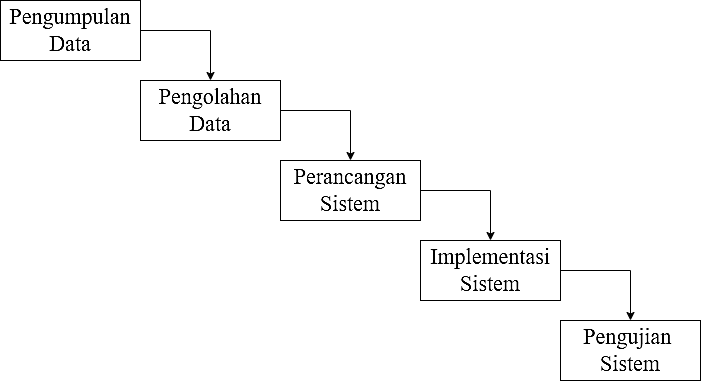 Pengumpulan
Data
Pengolahan
Data
Perancangan
Sistem
Implementasi
Sistem
Pengujian
Sistem